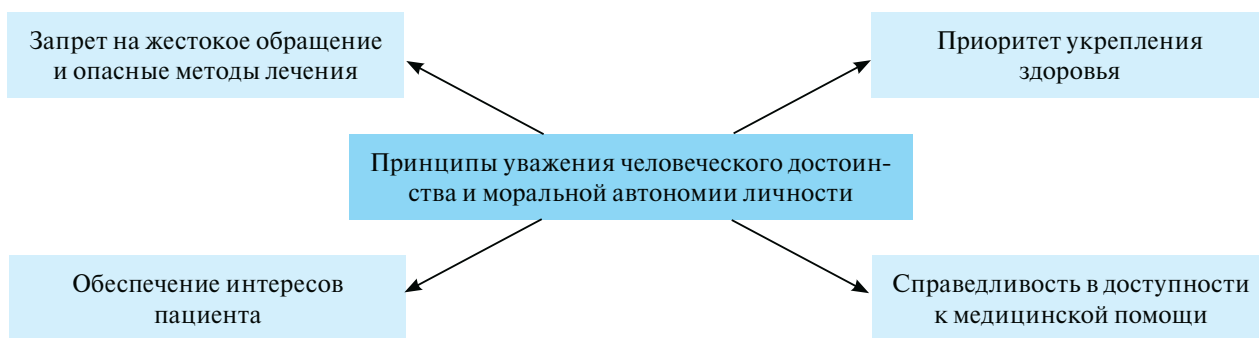 Запрет на жестокое обращение
и опасные методы лечения
Приоритет укрепления
здоровья
Принципы уважения человеческого достоин-
ства и моральной автономии личности
Обеспечение интересов
пациента
Справедливость в доступности
к медицинской помощи